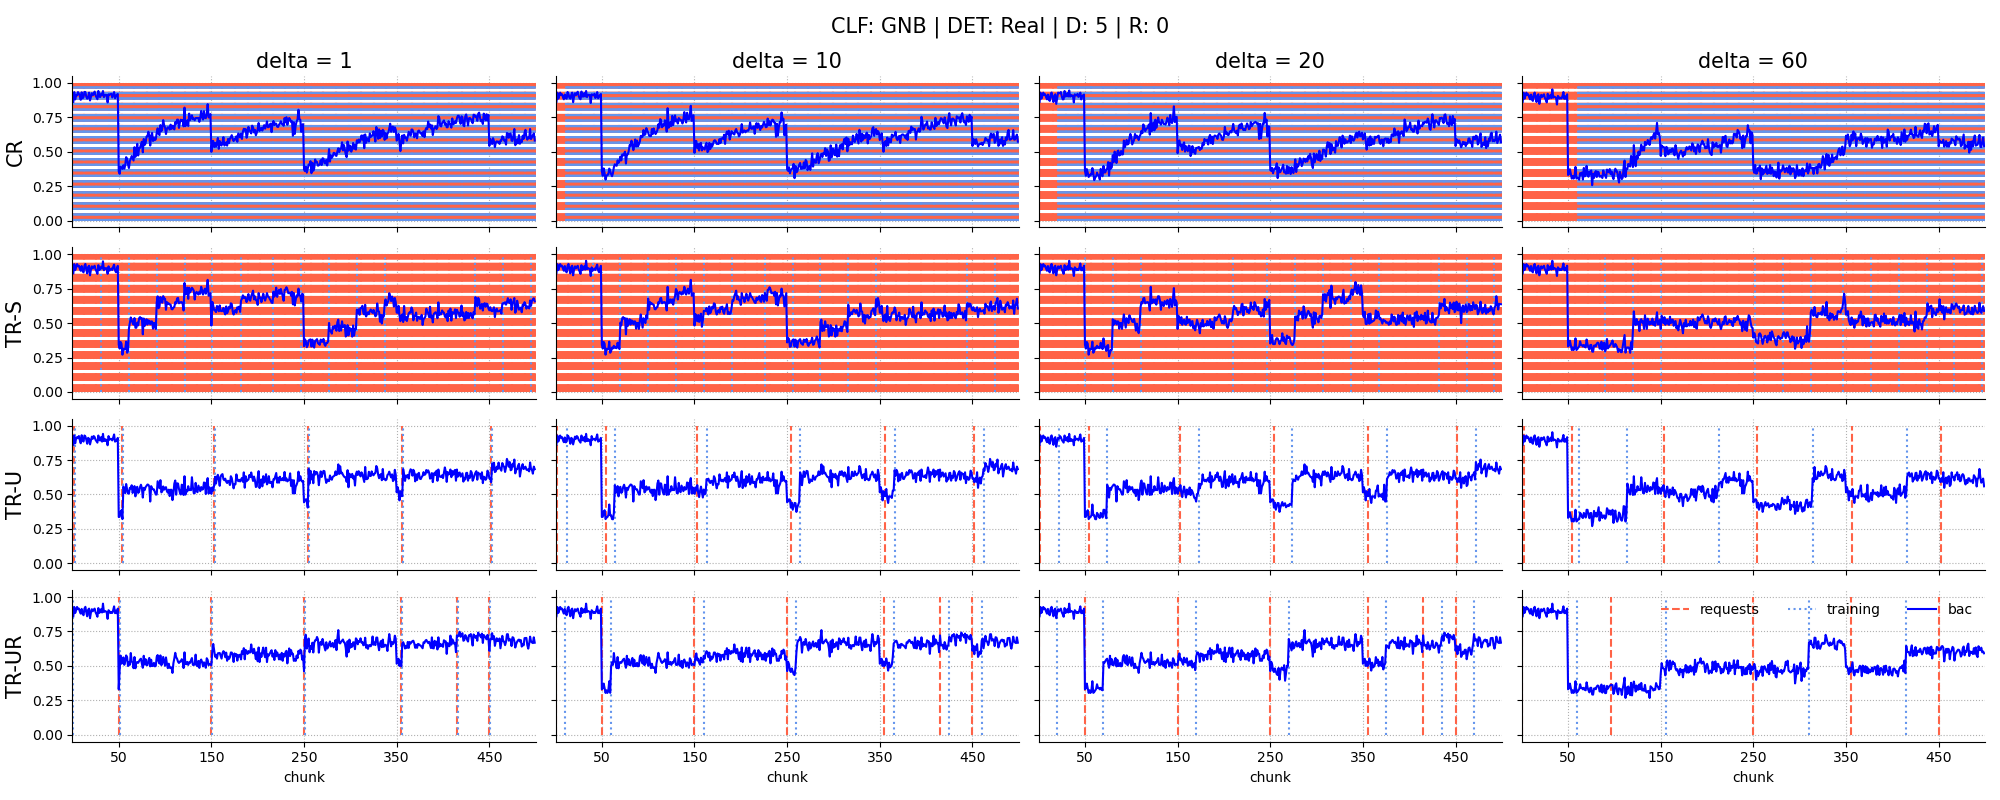 CLF: GNB | DET: Real | D: 5 | R: 0
delta = 1 delta = 10 delta = 20 delta = 60
CR
1.00
0.75
0.50
0.25
0.00
TR-S
1.00
0.75
0.50
0.25
0.00
TR-U
1.00
0.75
0.50
0.25
0.00
TR-UR
1.00
0.75
0.50
0.25
0.00
requests training bac
50 150 250 350 450 50 150 250 350 450 50 150 250 350 450 50 150 250 350 450
chunk chunk chunk chunk